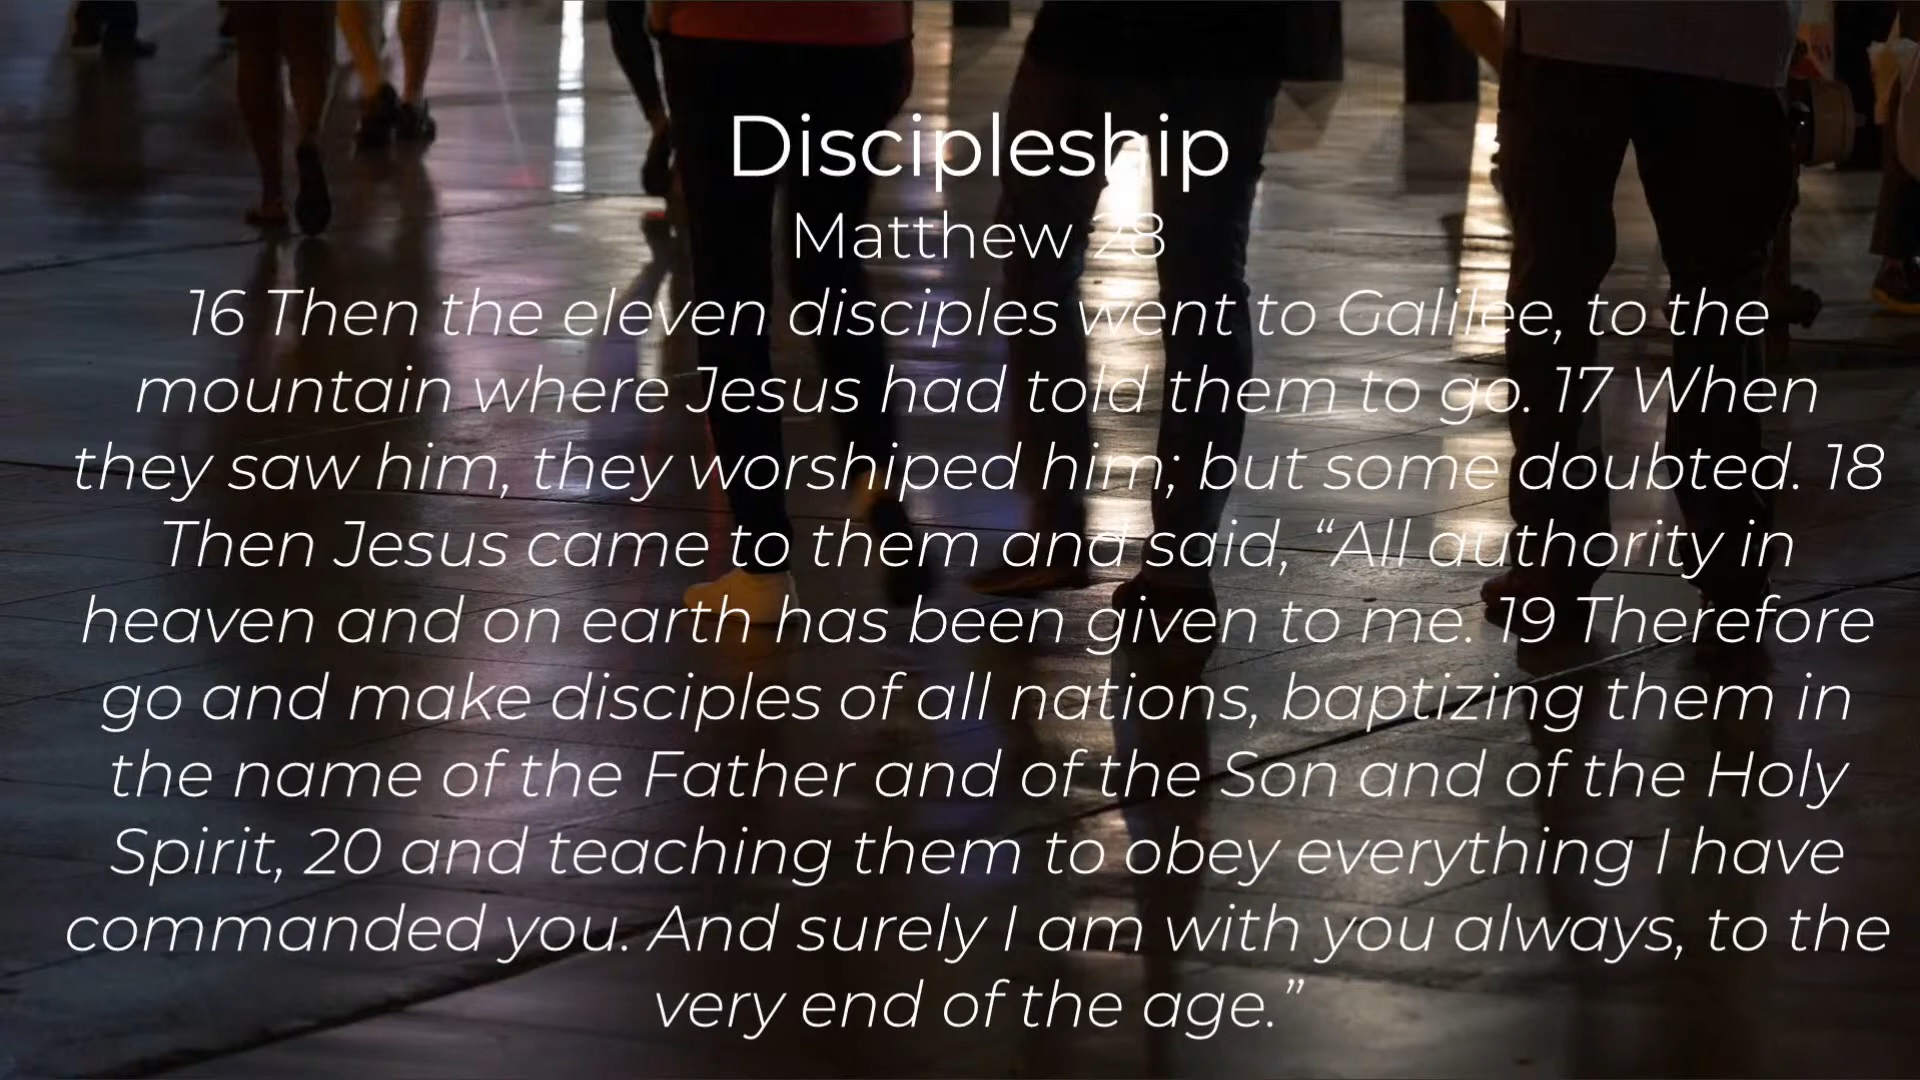 Discipleship
Matthew 28
16 Then the eleven disciples went to Galilee, to the
mountain where Jesus had told them to go. 17 When
they saw him, they worshiped him; but some doubted. 18
Then Jesus came to them and said, “All authority in
heaven and on earth has been given to me. 19 Therefore
go and make disciples of all nations, baptizing them in
the name of the Father and of the Son and of the Holy
Spirit, 20 and teaching them to obey everything I have
commanded you. And surely I am with you always, to the
very end of the age.”